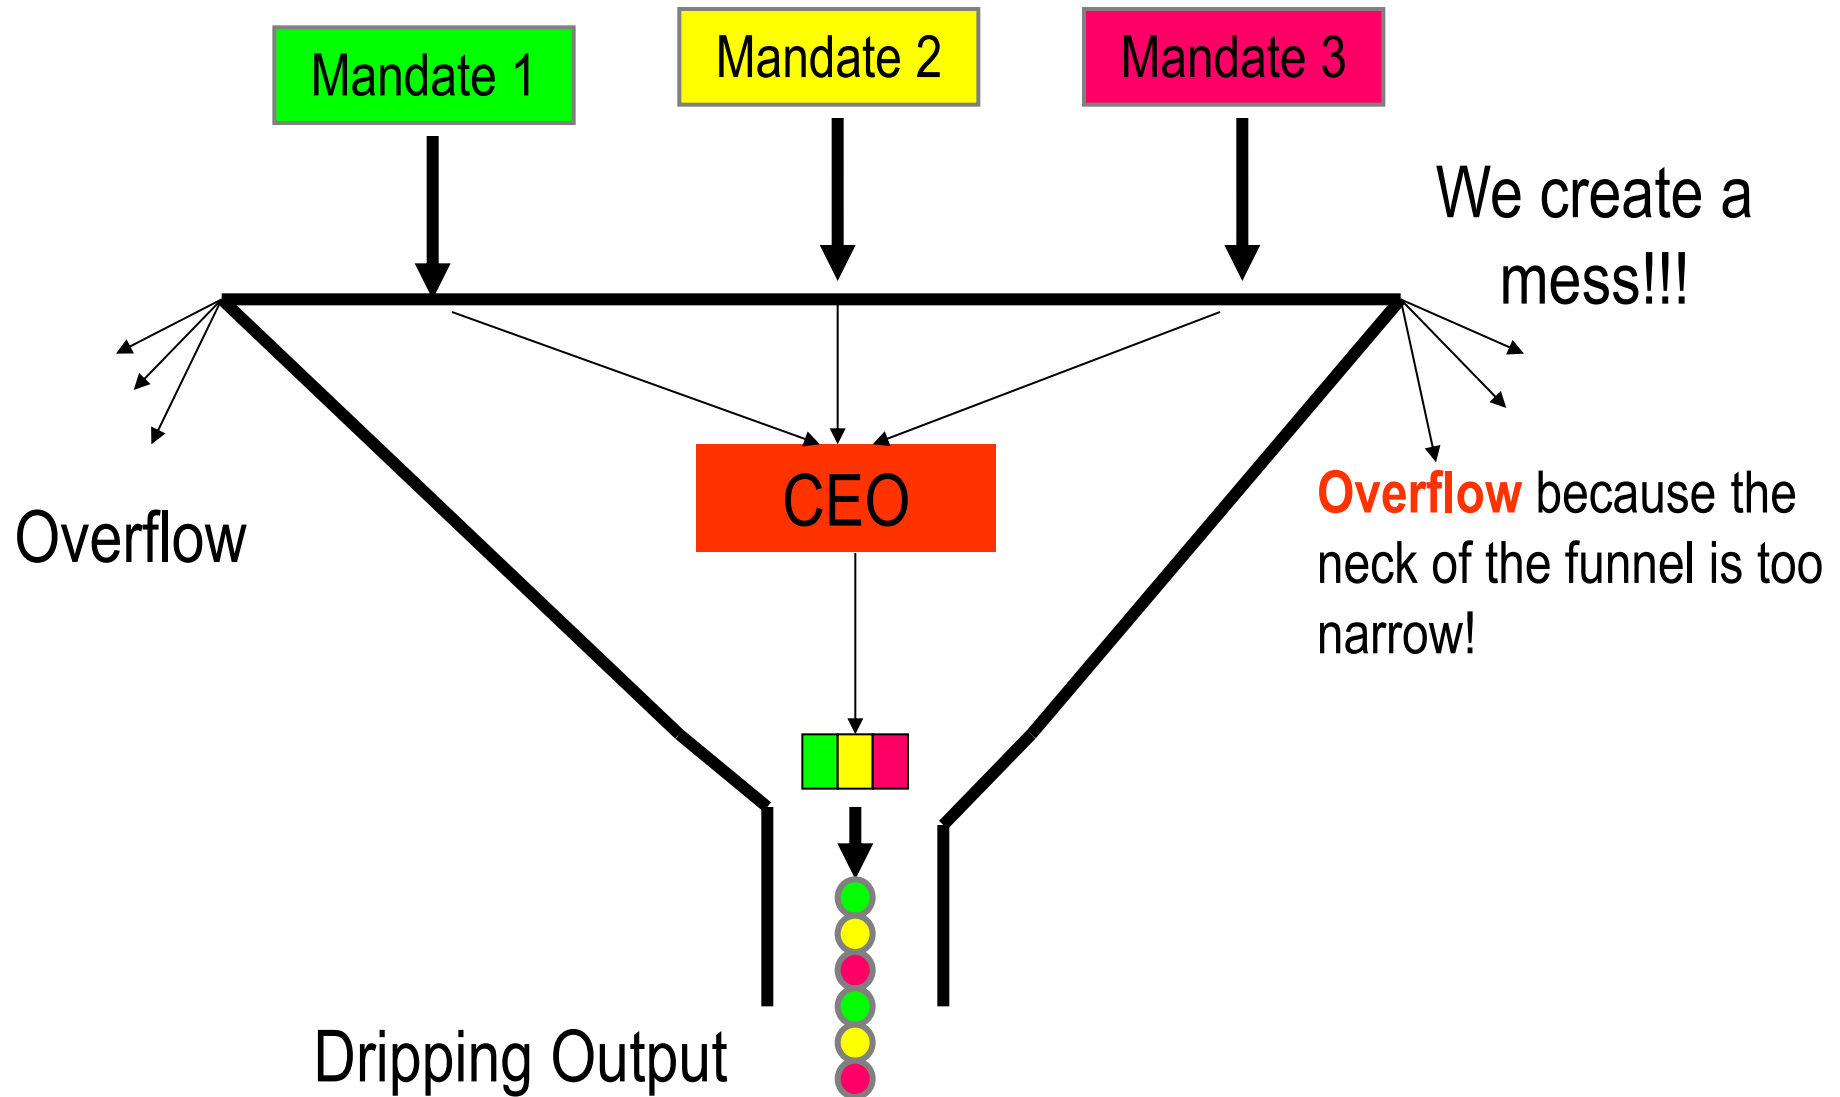 Mandate 1
Mandate 2
Mandate 3
We create a
mess!!!
CEO
Overflow
Overflow because the
neck of the funnel is too
narrow!
Dripping Output